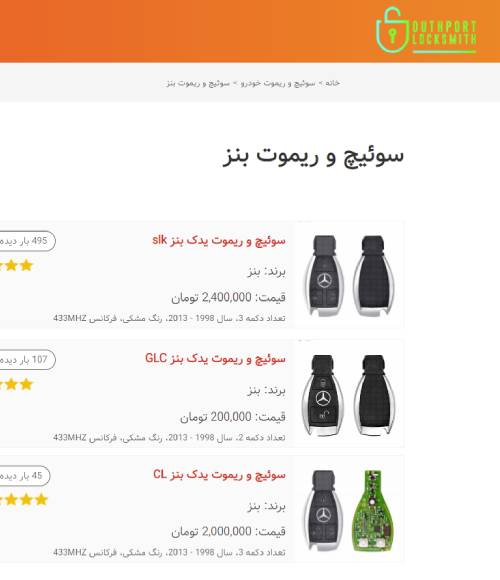 OUTHPORT
LOCKSMITH
خانه > سوئیچ و ریموت خودرو > سوئیچ و ریموت بنز
سوئیچ و ریموت بنز
سوئیچ و ریموت یدک بنز slk
495 بار دیده
برند: بنز
قیمت: 2,400,000 تومان
تعداد دکمه 3، سال 1998 - 2013، رنگ مشکی، فرکانس 433MHZ
سوئیچ و ریموت یدک بنز GLC
107 بار دیده
برند: بنز
قیمت: 200,000 تومان
تعداد دکمه 2، سال 1998 - 2013، رنگ مشکی، فرکانس 433MHZ
سوئیچ و ریموت یدک بنز CL
45 بار دیده
برند: بنز
قیمت: 2,000,000 تومان
تعداد دکمه 3، سال 1998 - 2013، رنگ مشکی، فرکانس 433MHZ